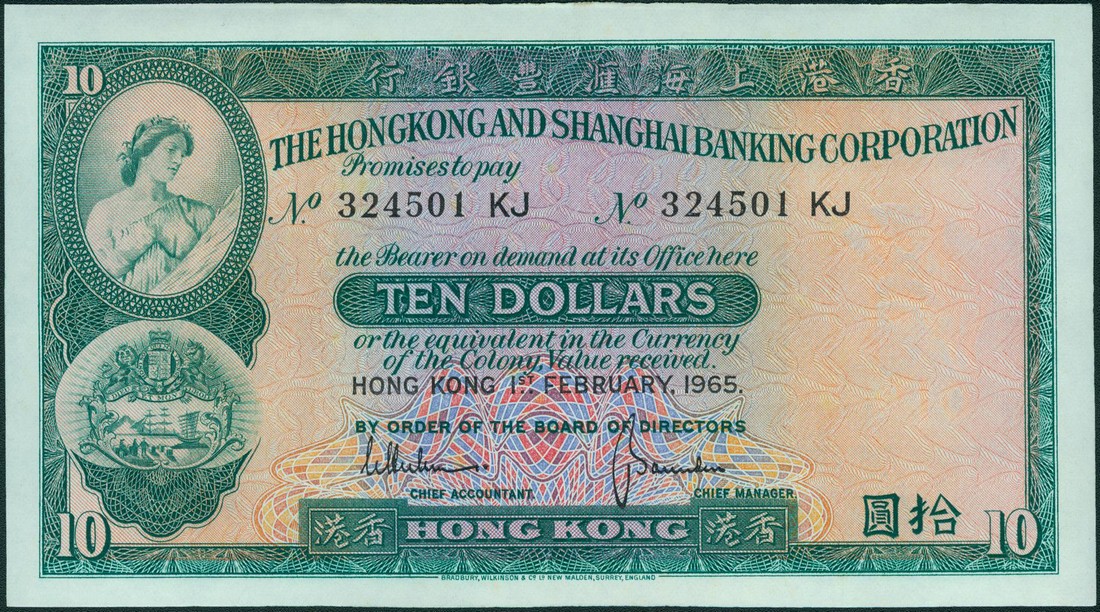 10
香港上海滙豐銀行
THE HONGKONG AND SHANGHAI BANKING CORPORATION
Promises to pay
No 324501 KJ No 324501 KJ
the Bearer on demand at its Office here
TEN DOLLARS
or the equivalent in the Currency
of the Colony, Value received.
HONG KONG 1ST FEBRUARY, 1965.
BY ORDER OF THE BOARD OF DIRECTORS
CHIEF ACCOUNTANT. CHIEF MANAGER.
拾圓
10 香港 HONG KONG 香港 10
BRADBURY, WILKINSON & Co. Ld. NEW MALDEN, SURREY, ENGLAND